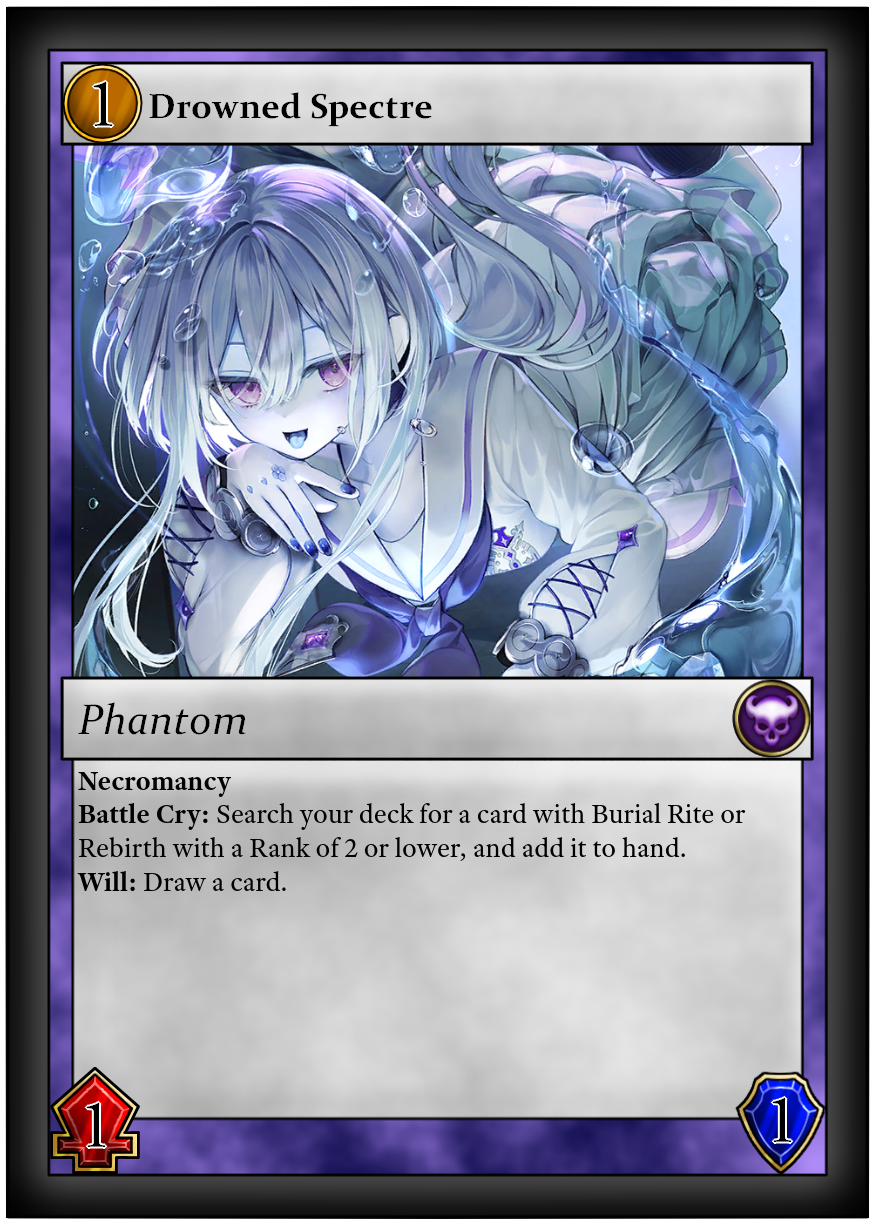 1 Drowned Spectre
Phantom
Necromancy
Battle Cry: Search your deck for a card with Burial Rite or
Rebirth with a Rank of 2 or lower, and add it to hand.
Will: Draw a card.
1 1